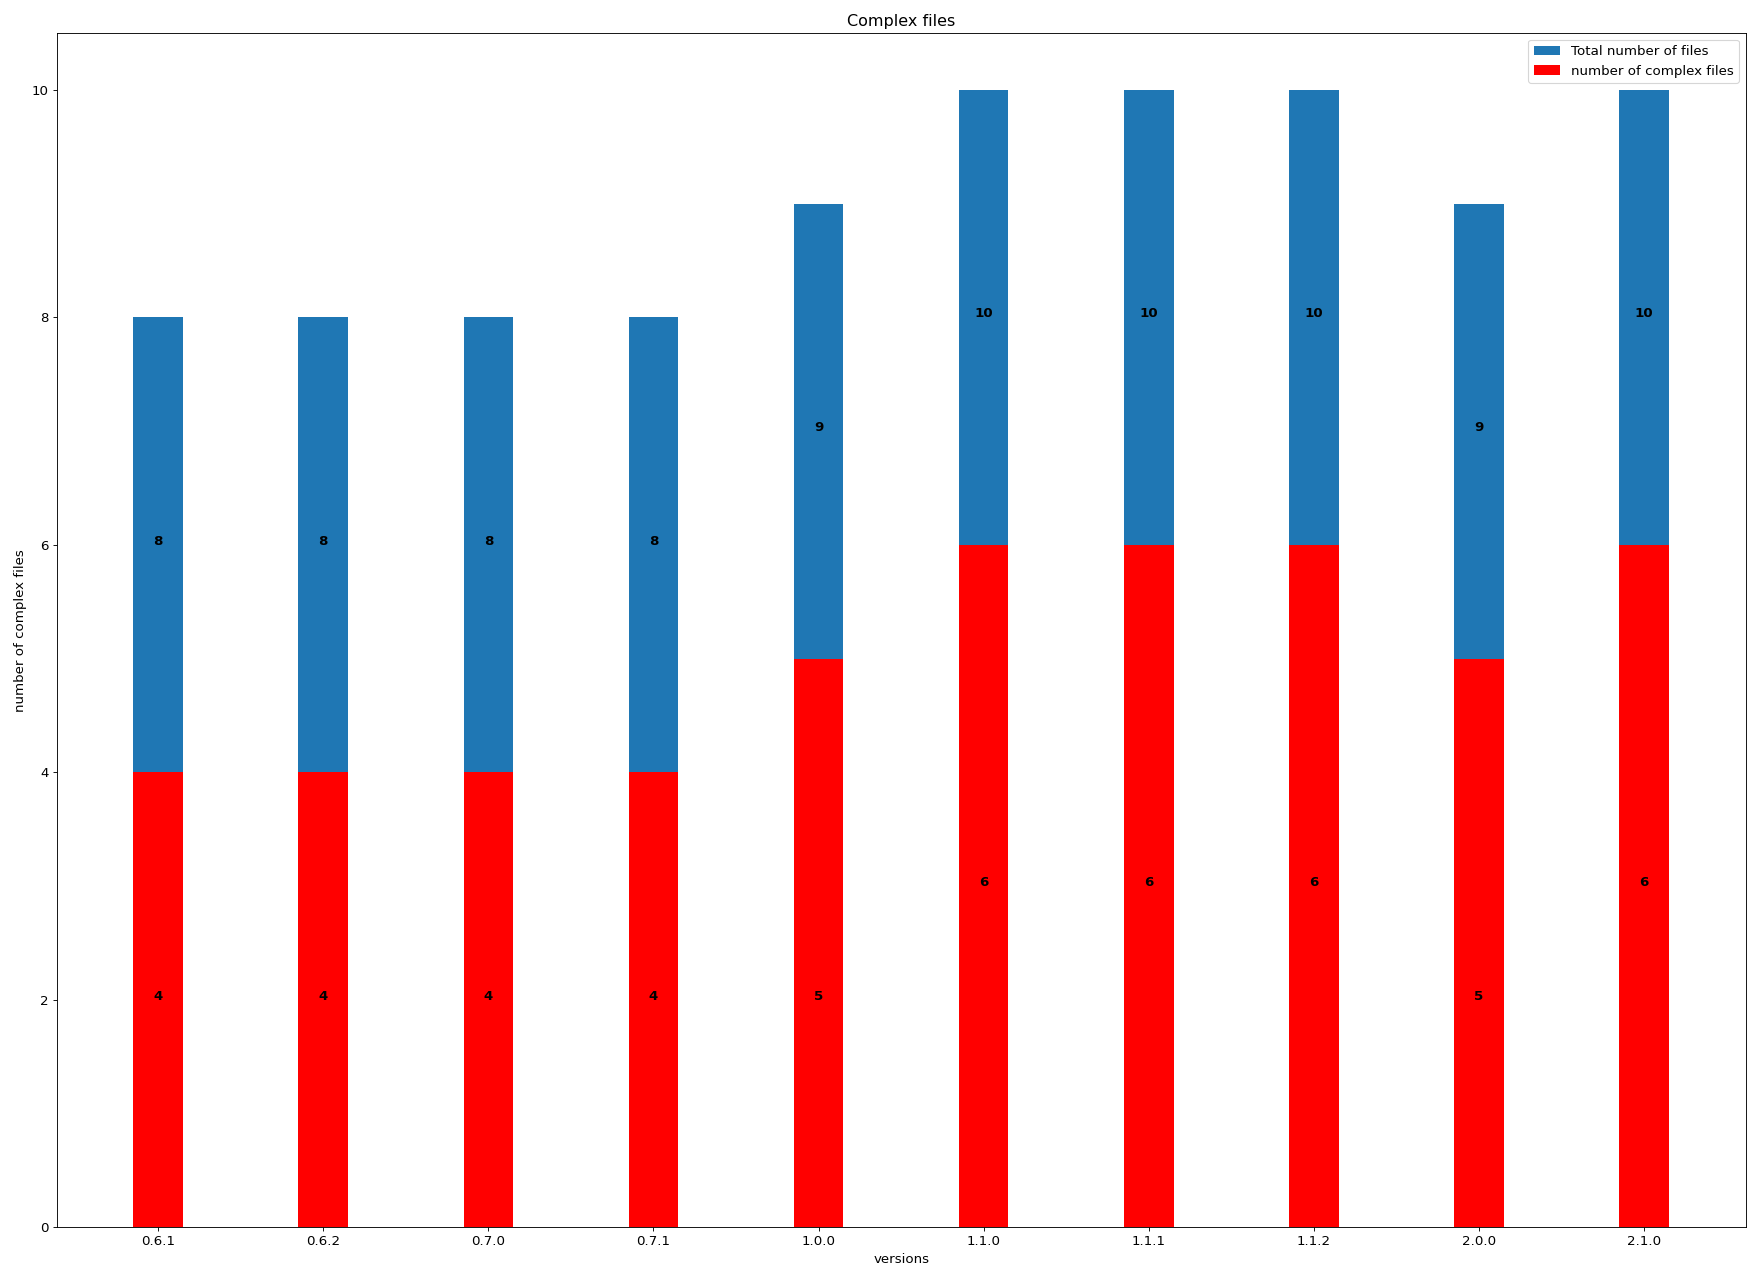 Complex files
Total number of files
number of complex files
10
8
6
4
2
0
number of complex files
10 10 10 10
9 9
8 8 8 8
6 6 6 6
4 4 4 4 5 5
0.6.1 0.6.2 0.7.0 0.7.1 1.0.0 1.1.0 1.1.1 1.1.2 2.0.0 2.1.0
versions